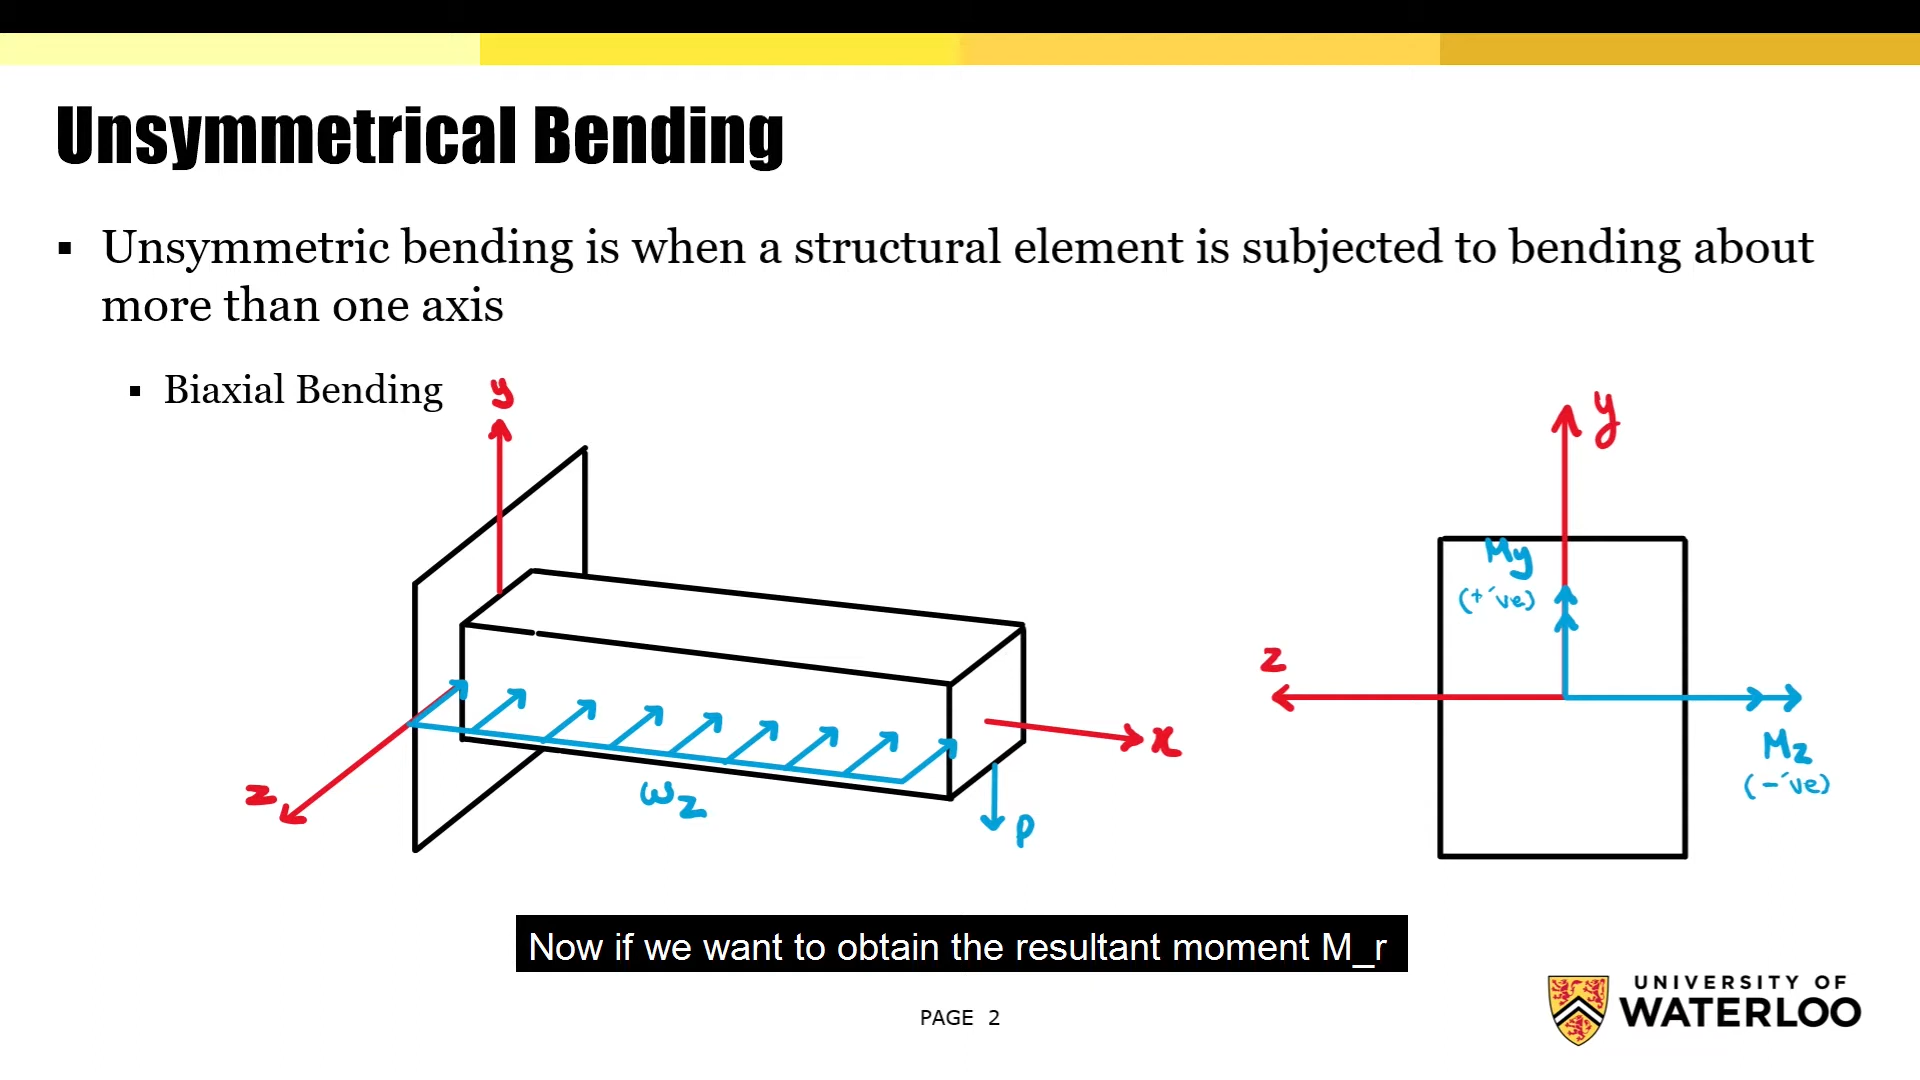 Unsymmetrical Bending
▪ Unsymmetric bending is when a structural element is subjected to bending about
more than one axis
▪ Biaxial Bending
y
z
x
ωz
P
y
My
(+'ve)
z
Mz
(-'ve)
Now if we want to obtain the resultant moment M_r
PAGE 2
UNIVERSITY OF
WATERLOO